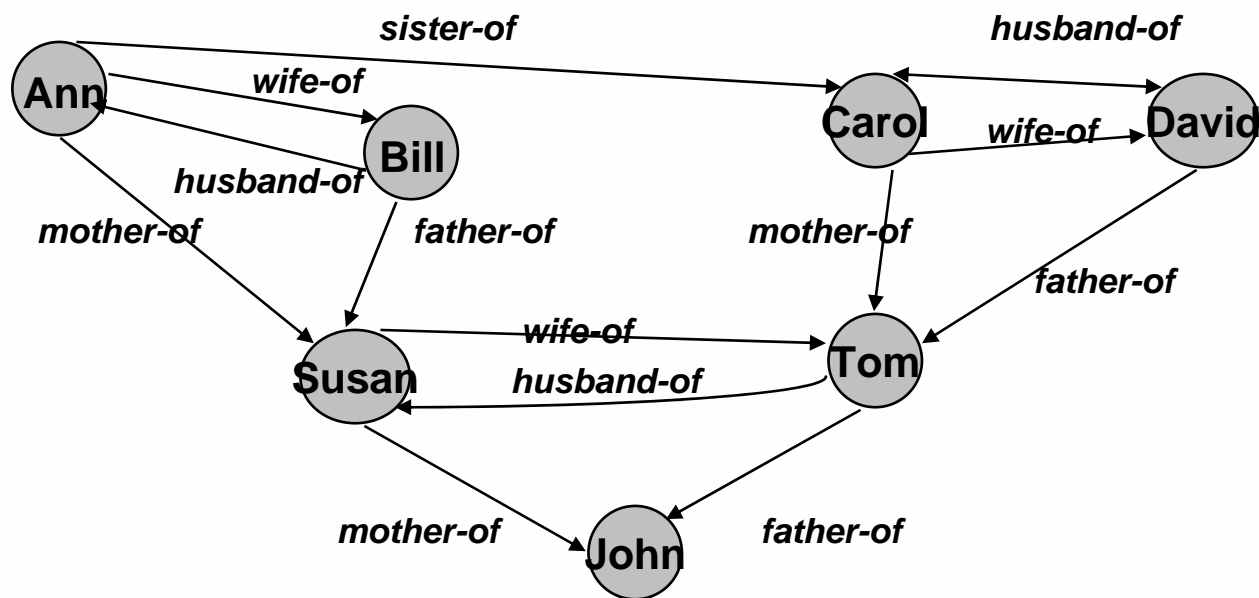 sister-of
husband-of
wife-of
Ann
Carol
David
wife-of
Bill
husband-of
mother-of
father-of
mother-of
father-of
wife-of
Tom
Susan
husband-of
mother-of
father-of
John